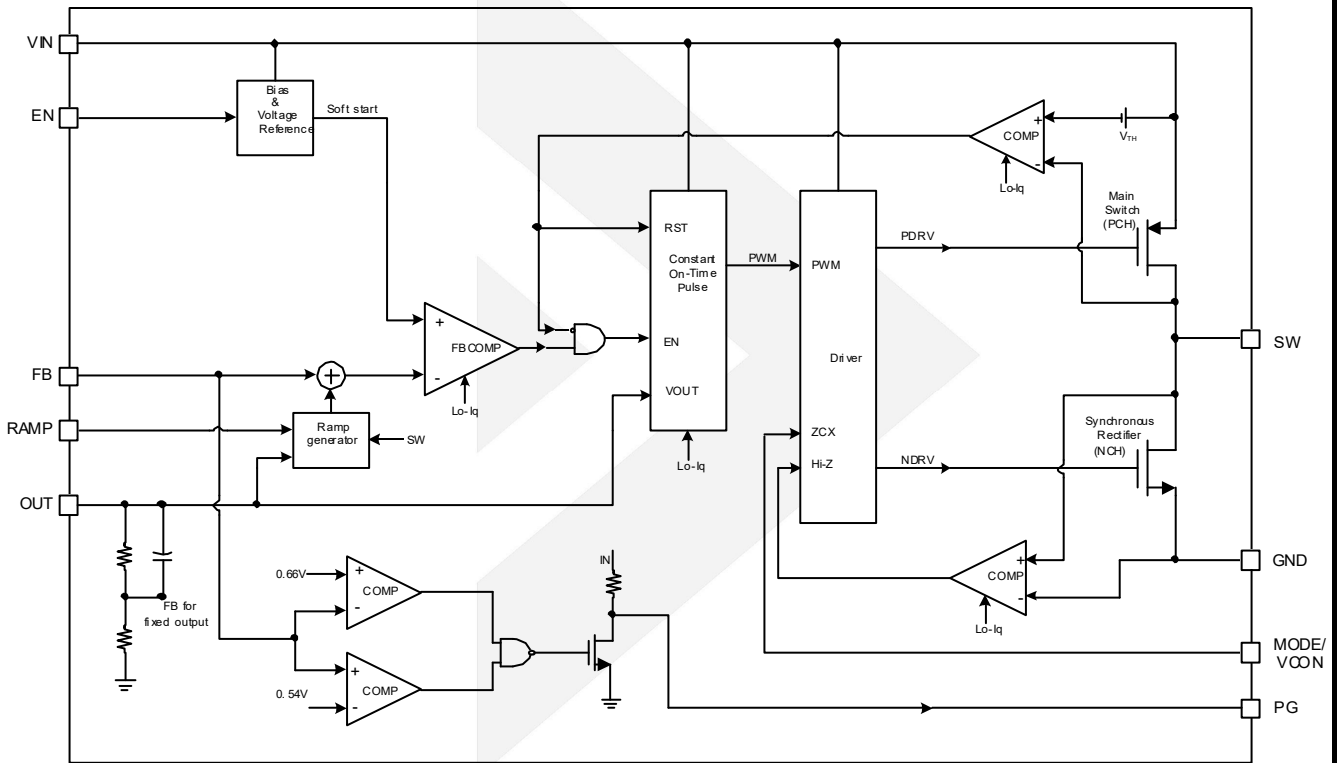 VIN
Bias
&
Voltage
Reference
EN
Soft start
+
COMP
-
VTH
Lo-Iq
Main
Switch
(PCH)
RST
Constant
On-Time
Pulse
PWM
PWM
PDRV
+
FBCOMP
-
EN
Driver
SW
FB
+
Lo-Iq
VOUT
RAMP
Ramp
generator
SW
Synchronous
Rectifier
(NCH)
ZCX
Lo-Iq
Hi-Z
NDRV
OUT
IN
GND
+
COMP
-
0.66V
+
COMP
-
FB for
fixed output
Lo-Iq
MODE/
VCON
+
COMP
-
0.54V
PG